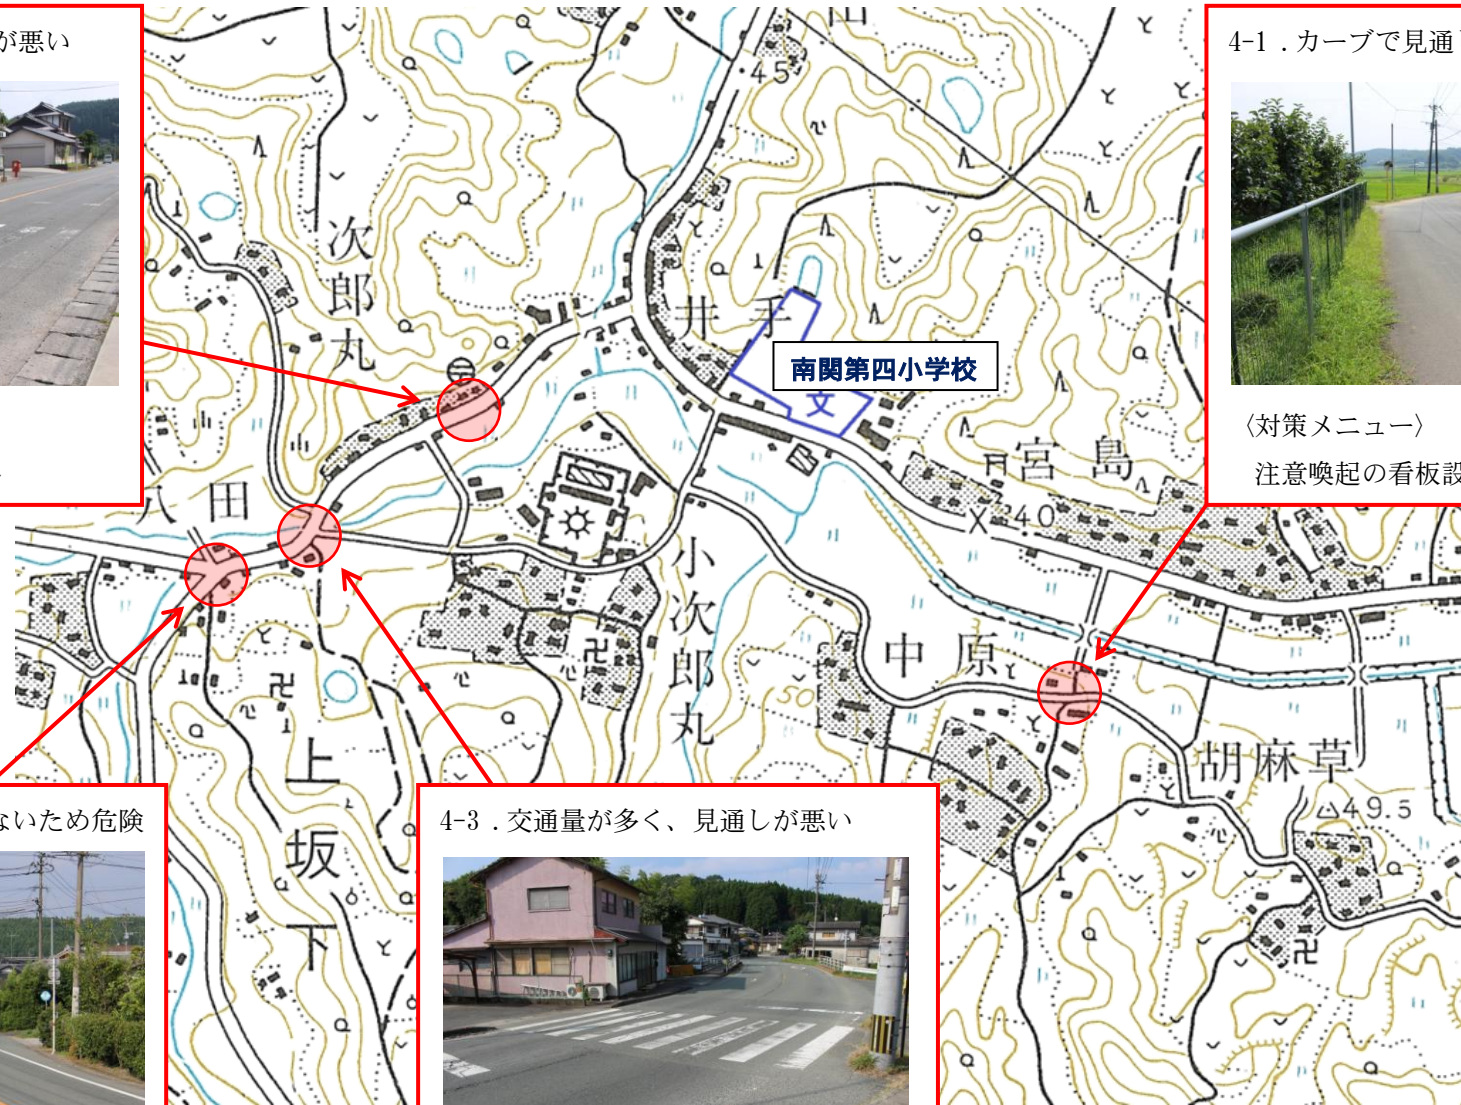 が悪い
4-1．カーブで見通
〈対策メニュー〉
注意喚起の看板設
ないため危険
4-3．交通量が多く、見通しが悪い
南関第四小学校
文
45
次郎丸
井手
宮島
40
八田
小次郎丸
中原
50
上坂下
胡麻草
49.5